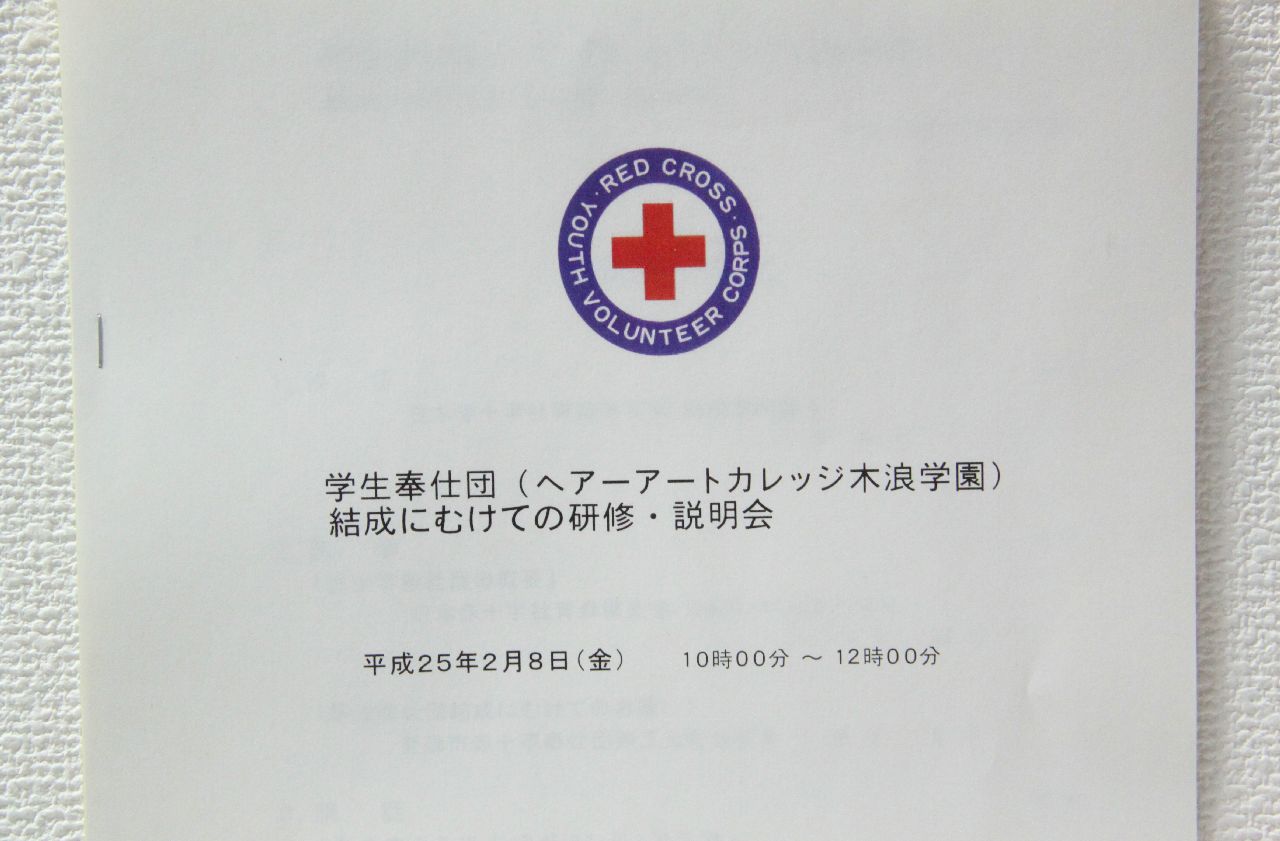 RED CROSS・YOUTH VOLUNTEER CORPS・
学生奉仕団（ヘアーアートカレッジ木浪学園）
結成にむけての研修・説明会
平成25年2月8日（金）　　10時00分 ～ 12時00分